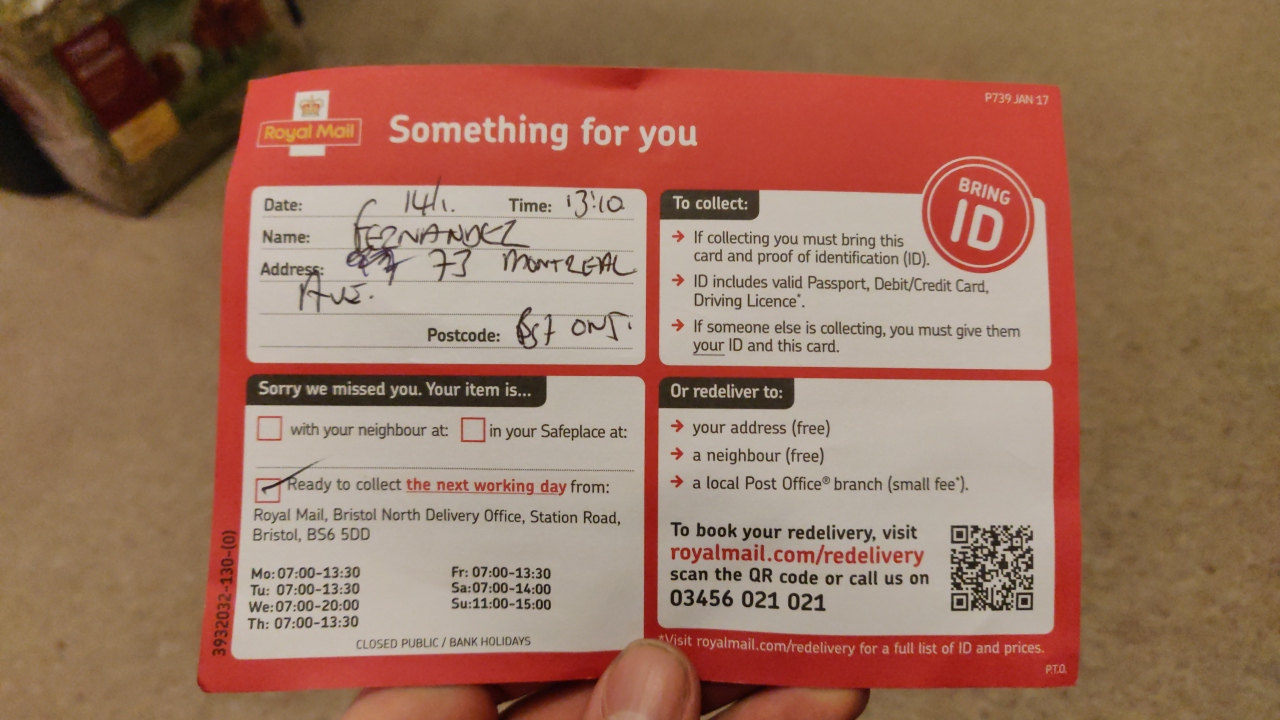 P739 JAN 17
Royal Mail
Something for you
Date: 14/1. Time: 13:10
Name: FERNANDEZ
Address: 73 MONTREAL
AVE.
Postcode: BS7 0NJ.
To collect:
BRING
ID
→ If collecting you must bring this
card and proof of identification (ID).
→ ID includes valid Passport, Debit/Credit Card,
Driving Licence*.
→ If someone else is collecting, you must give them
your ID and this card.
Sorry we missed you. Your item is...
with your neighbour at: in your Safeplace at:
Ready to collect the next working day from:
Royal Mail, Bristol North Delivery Office, Station Road,
Bristol, BS6 5DD
Mo: 07:00-13:30 Fr: 07:00-13:30
Tu: 07:00-13:30 Sa: 07:00-14:00
We: 07:00-20:00 Su: 11:00-15:00
Th: 07:00-13:30
CLOSED PUBLIC / BANK HOLIDAYS
3932032-130-(0)
Or redeliver to:
→ your address (free)
→ a neighbour (free)
→ a local Post Office® branch (small fee*).
To book your redelivery, visit
royalmail.com/redelivery
scan the QR code or call us on
03456 021 021
*Visit royalmail.com/redelivery for a full list of ID and prices.
P.T.O.